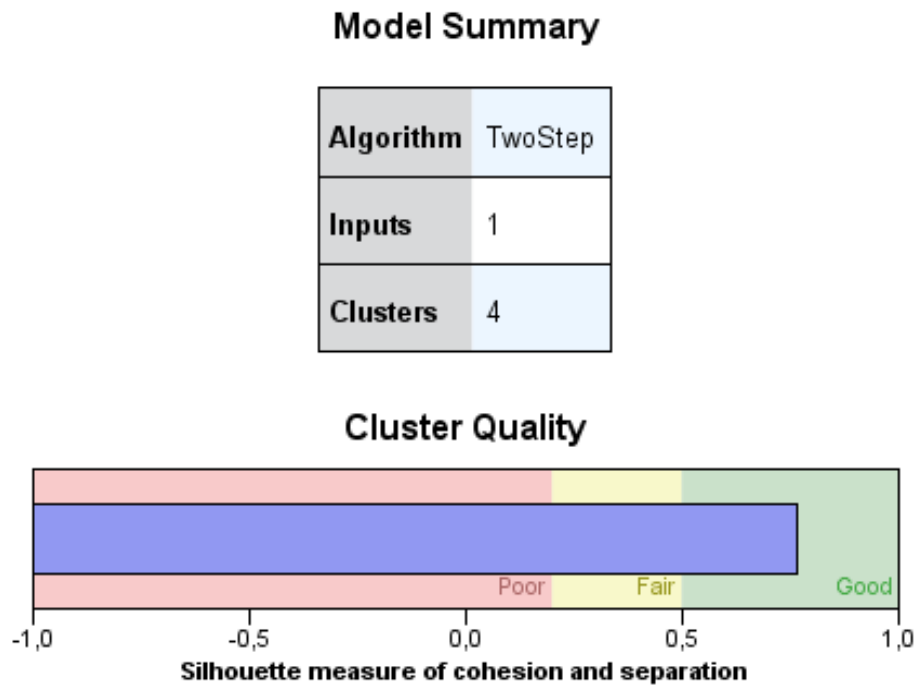 Model Summary
Algorithm TwoStep
Inputs 1
Clusters 4
Cluster Quality
Poor Fair Good
-1,0 -0,5 0,0 0,5 1,0
Silhouette measure of cohesion and separation